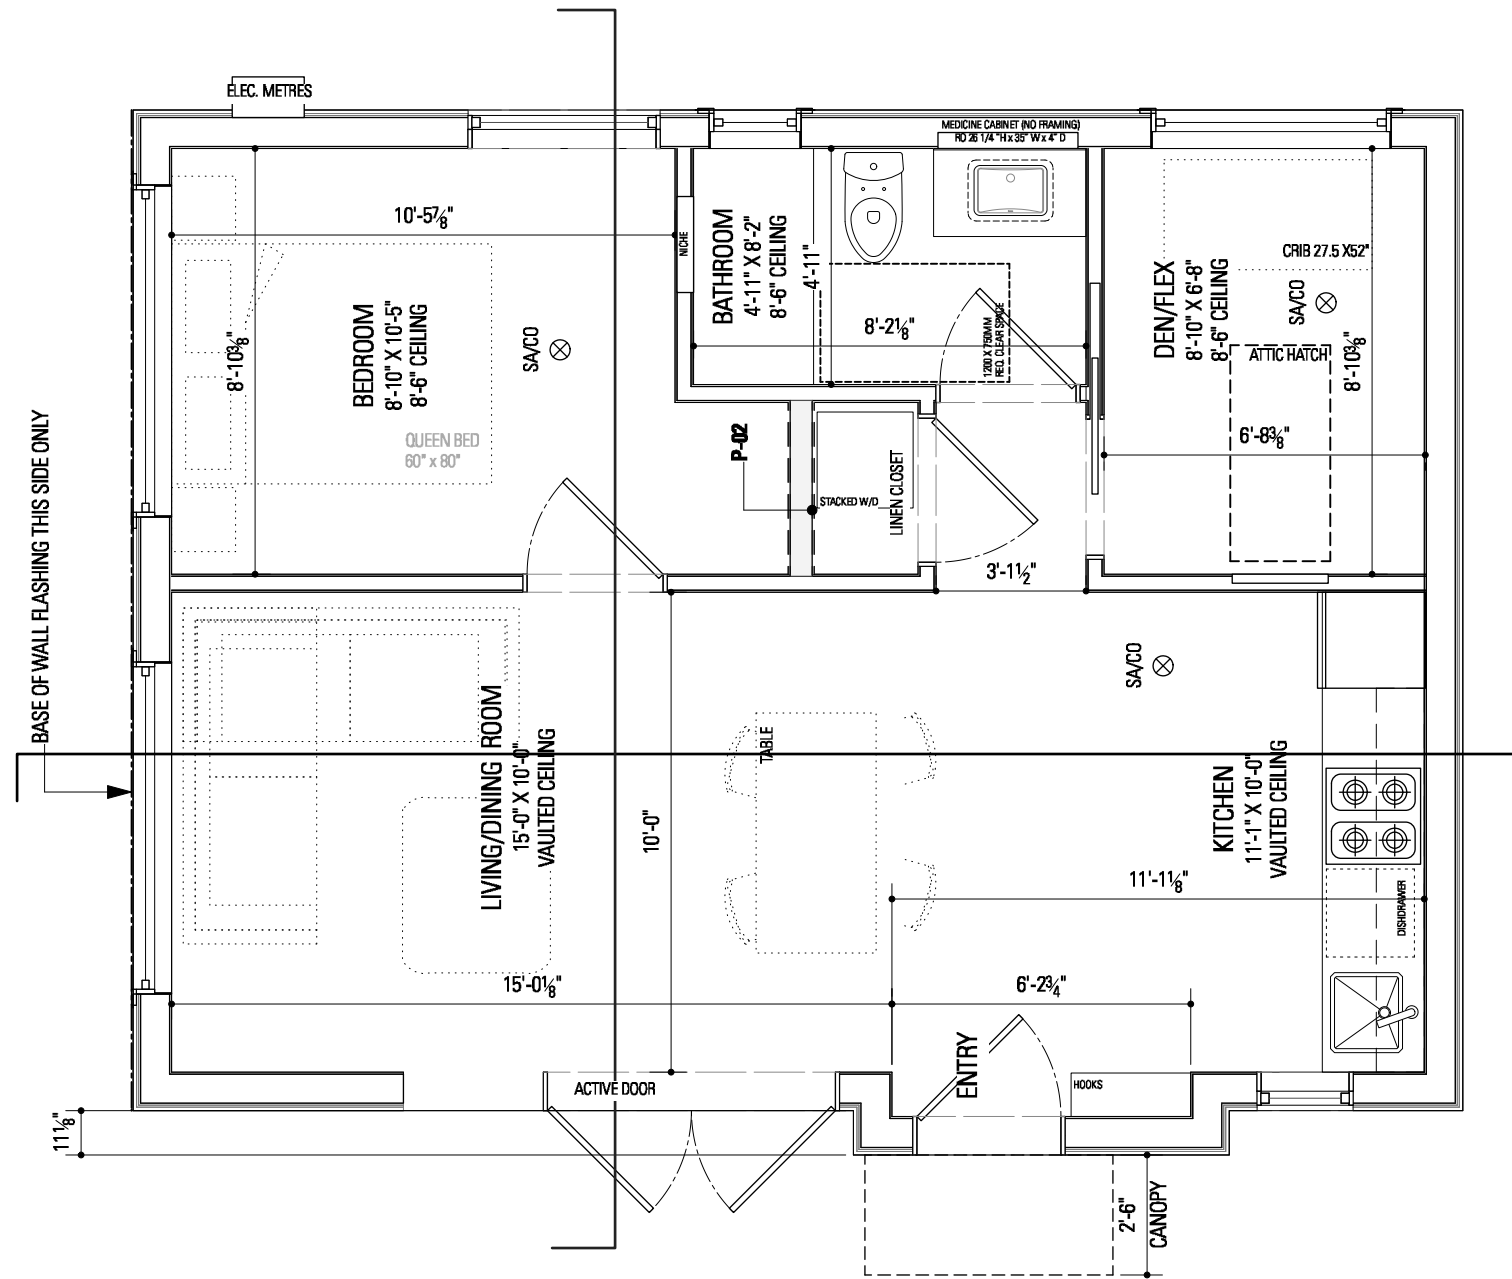 ELEC. METRES
MEDICINE CABINET (NO FRAMING)
RO 26 1/4 "H x 35" W x 4" D
10'-5⅞"
NICHE
BATHROOM
4'-11" X 8'-2"
8'-6" CEILING
4'-11"
8'-2⅛"
1200 X 750MM
REQ. CLEAR SPACE
DEN/FLEX
8'-10" X 6'-8"
8'-6" CEILING
CRIB 27.5 X52"
SA/CO
ATTIC HATCH
8'-10⅜"
6'-8⅜"
BEDROOM
8'-10" X 10'-5"
8'-6" CEILING
8'-10⅜"
SA/CO
QUEEN BED
60" x 80"
P-02
STACKED W/D
LINEN CLOSET
3'-1½"
BASE OF WALL FLASHING THIS SIDE ONLY
LIVING/DINING ROOM
15'-0" X 10'-0"
VAULTED CEILING
10'-0"
TABLE
SA/CO
KITCHEN
11'-1" X 10'-0"
VAULTED CEILING
11'-1⅛"
DISHDRAWER
15'-0⅛"
6'-2¾"
ENTRY
HOOKS
ACTIVE DOOR
11⅛"
2'-6"
CANOPY